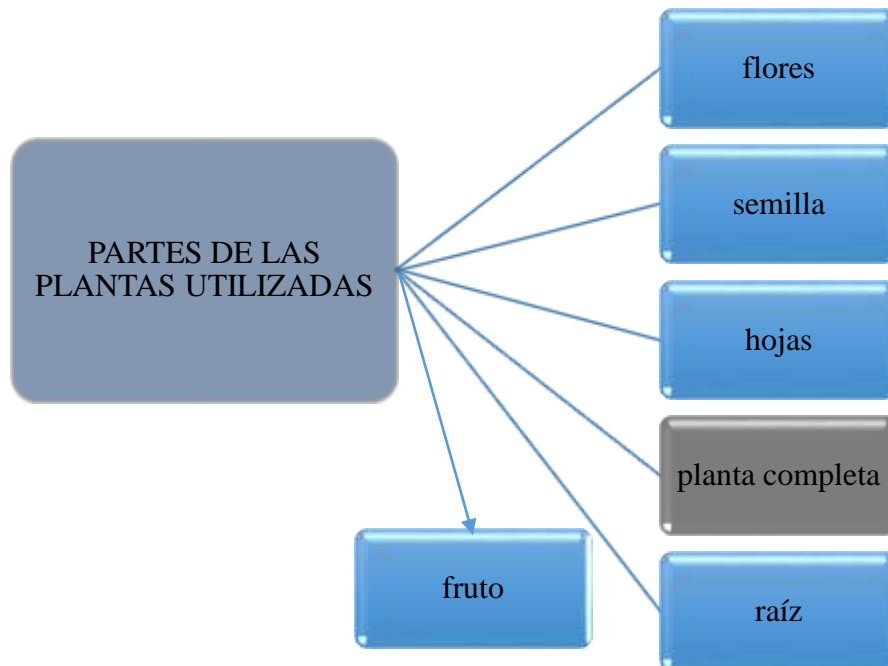 PARTES DE LAS
PLANTAS UTILIZADAS
flores
semilla
hojas
planta completa
raíz
fruto